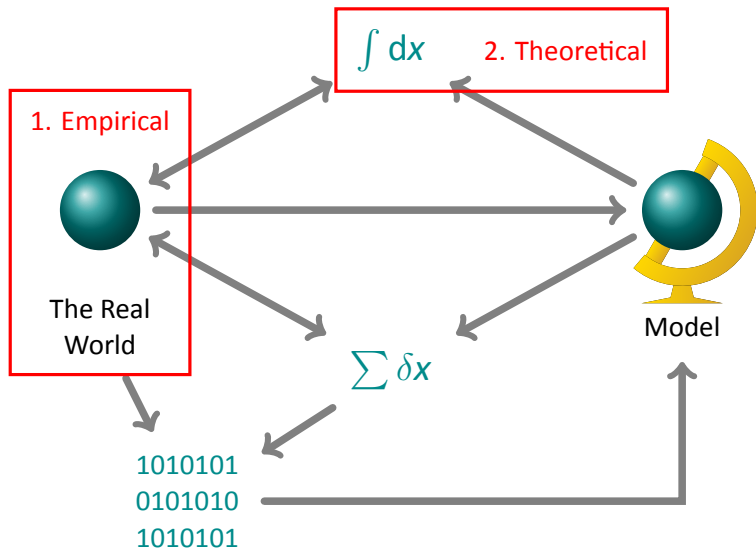 ∫ dx
2. Theoretical
1. Empirical
The Real
World
Model
∑ δx
1010101
0101010
1010101